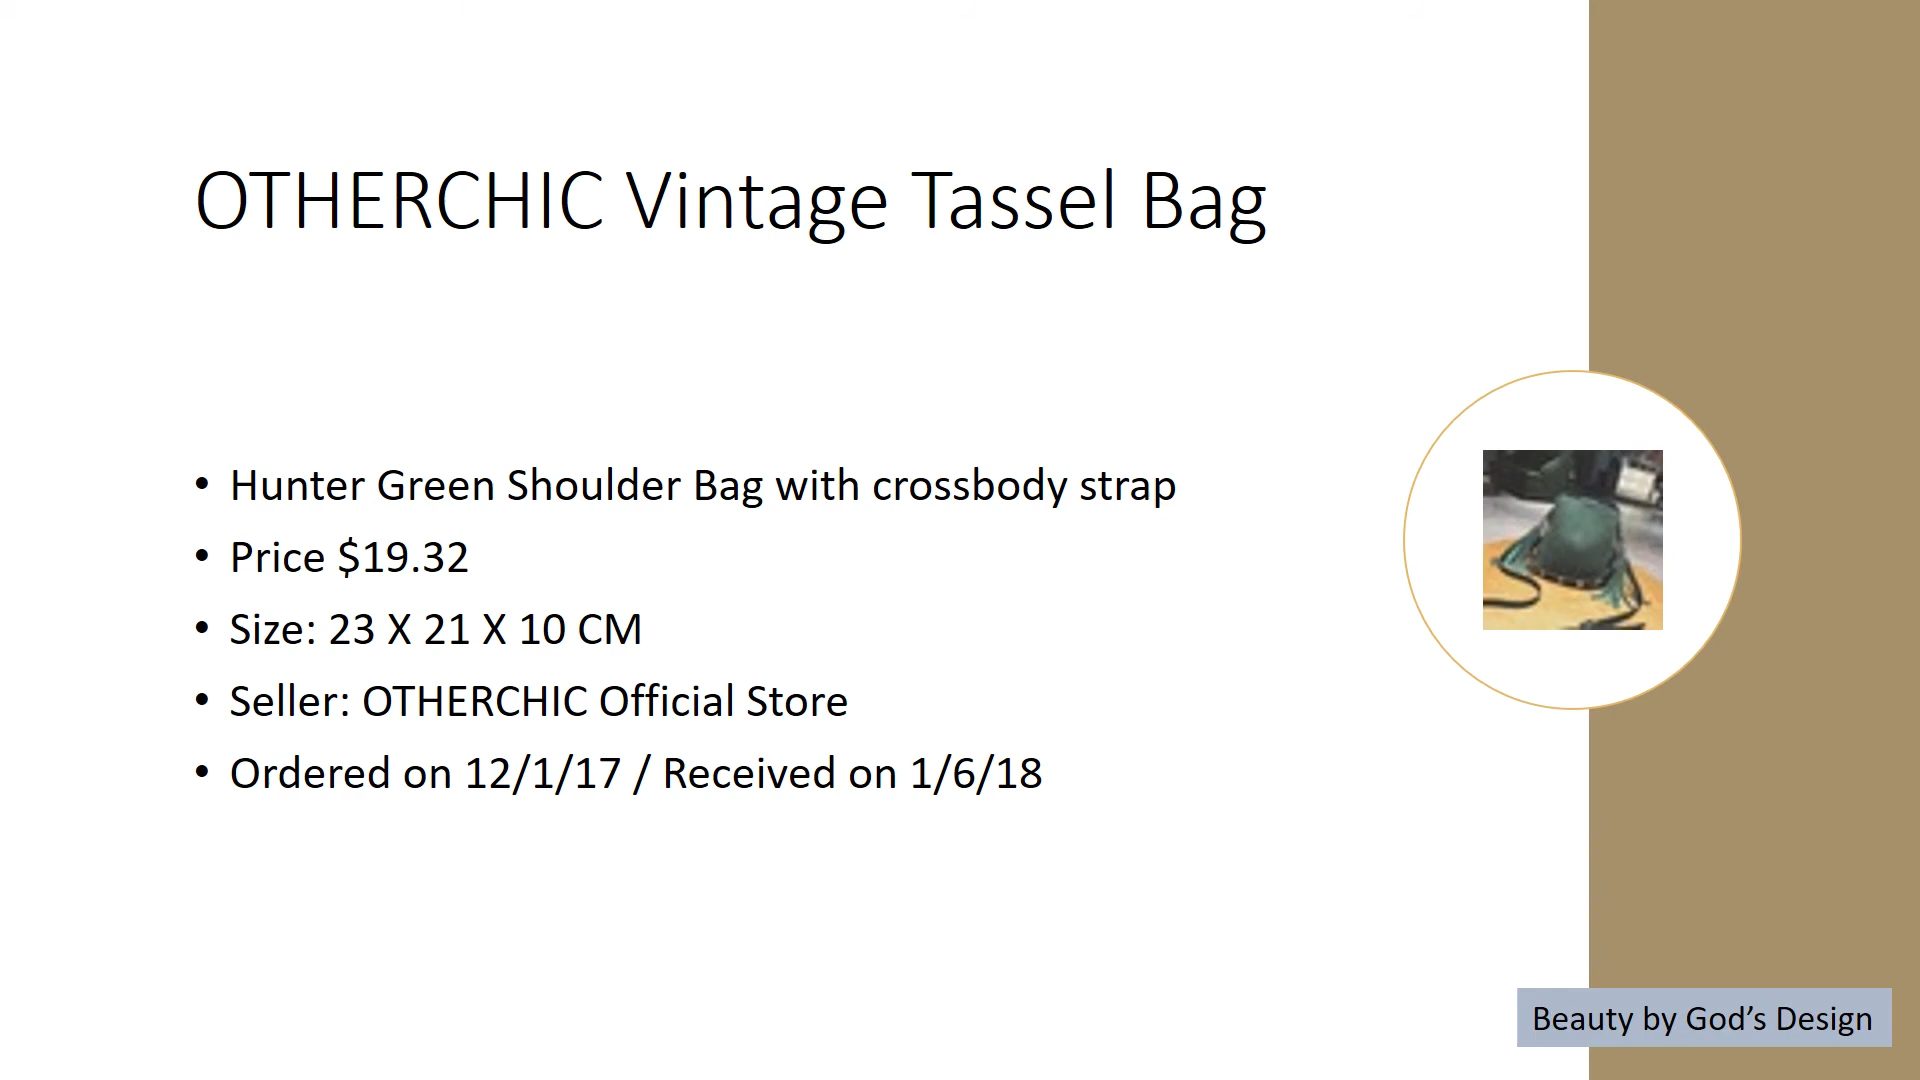 OTHERCHIC Vintage Tassel Bag
• Hunter Green Shoulder Bag with crossbody strap
• Price $19.32
• Size: 23 X 21 X 10 CM
• Seller: OTHERCHIC Official Store
• Ordered on 12/1/17 / Received on 1/6/18
Beauty by God’s Design